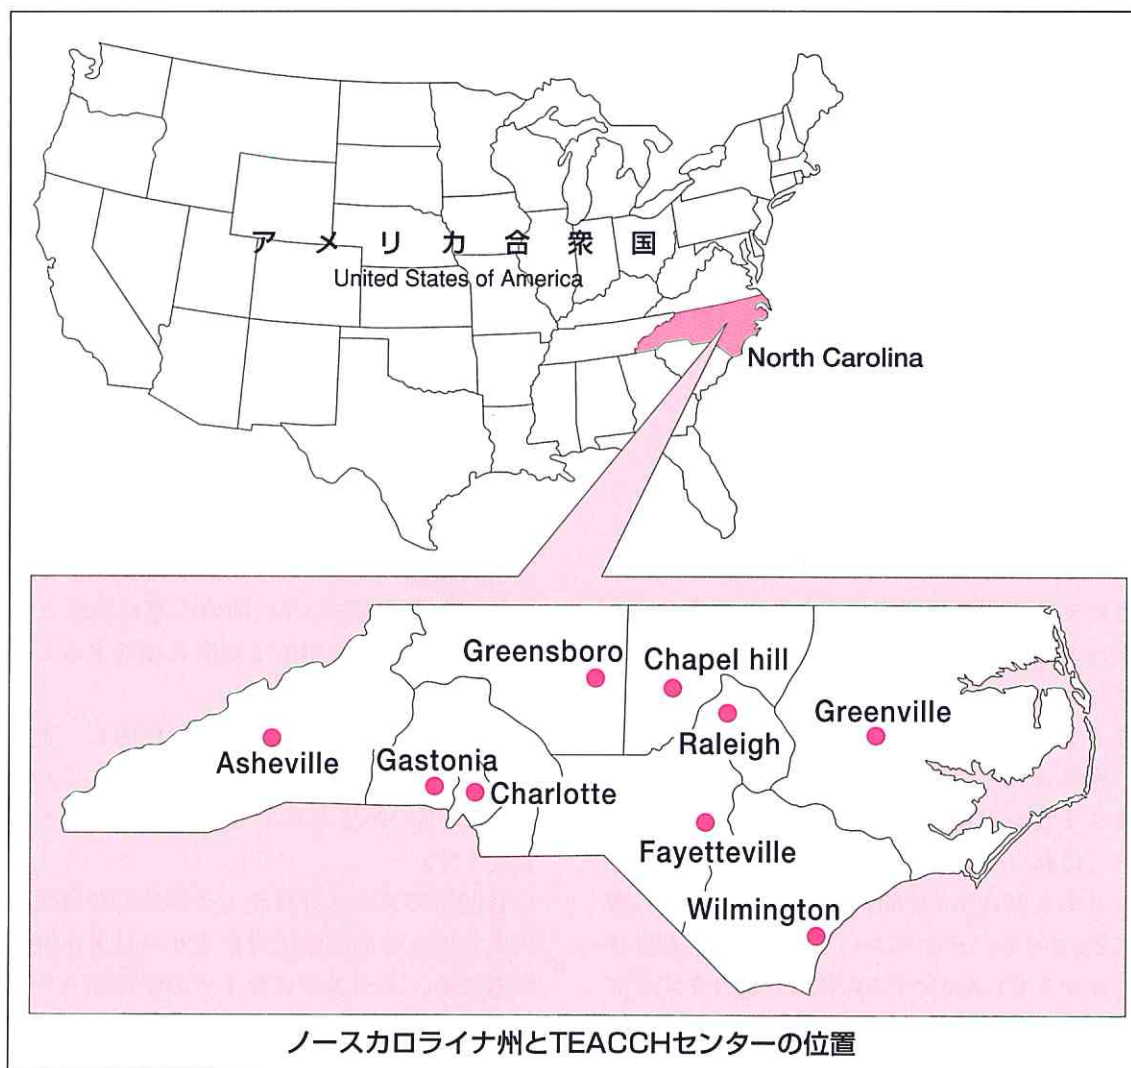 アメリカ合衆国
United States of America
North Carolina
Greensboro
Chapel hill
Raleigh
Greenville
Asheville
Gastonia
Charlotte
Fayetteville
Wilmington
ノースカロライナ州とTEACCHセンターの位置